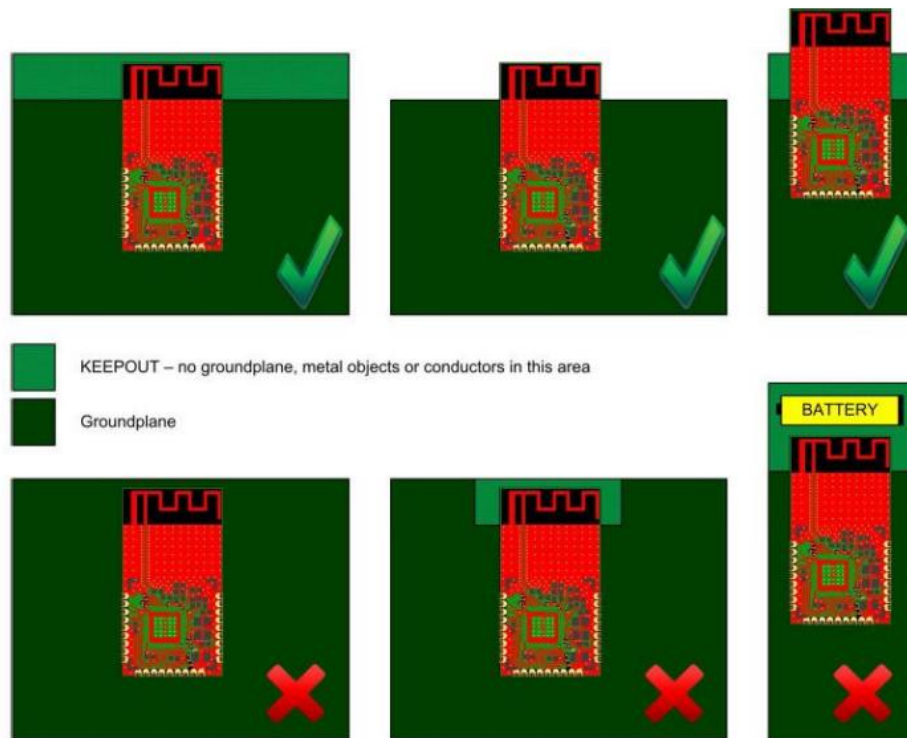 KEEPOUT – no groundplane, metal objects or conductors in this area
BATTERY
Groundplane